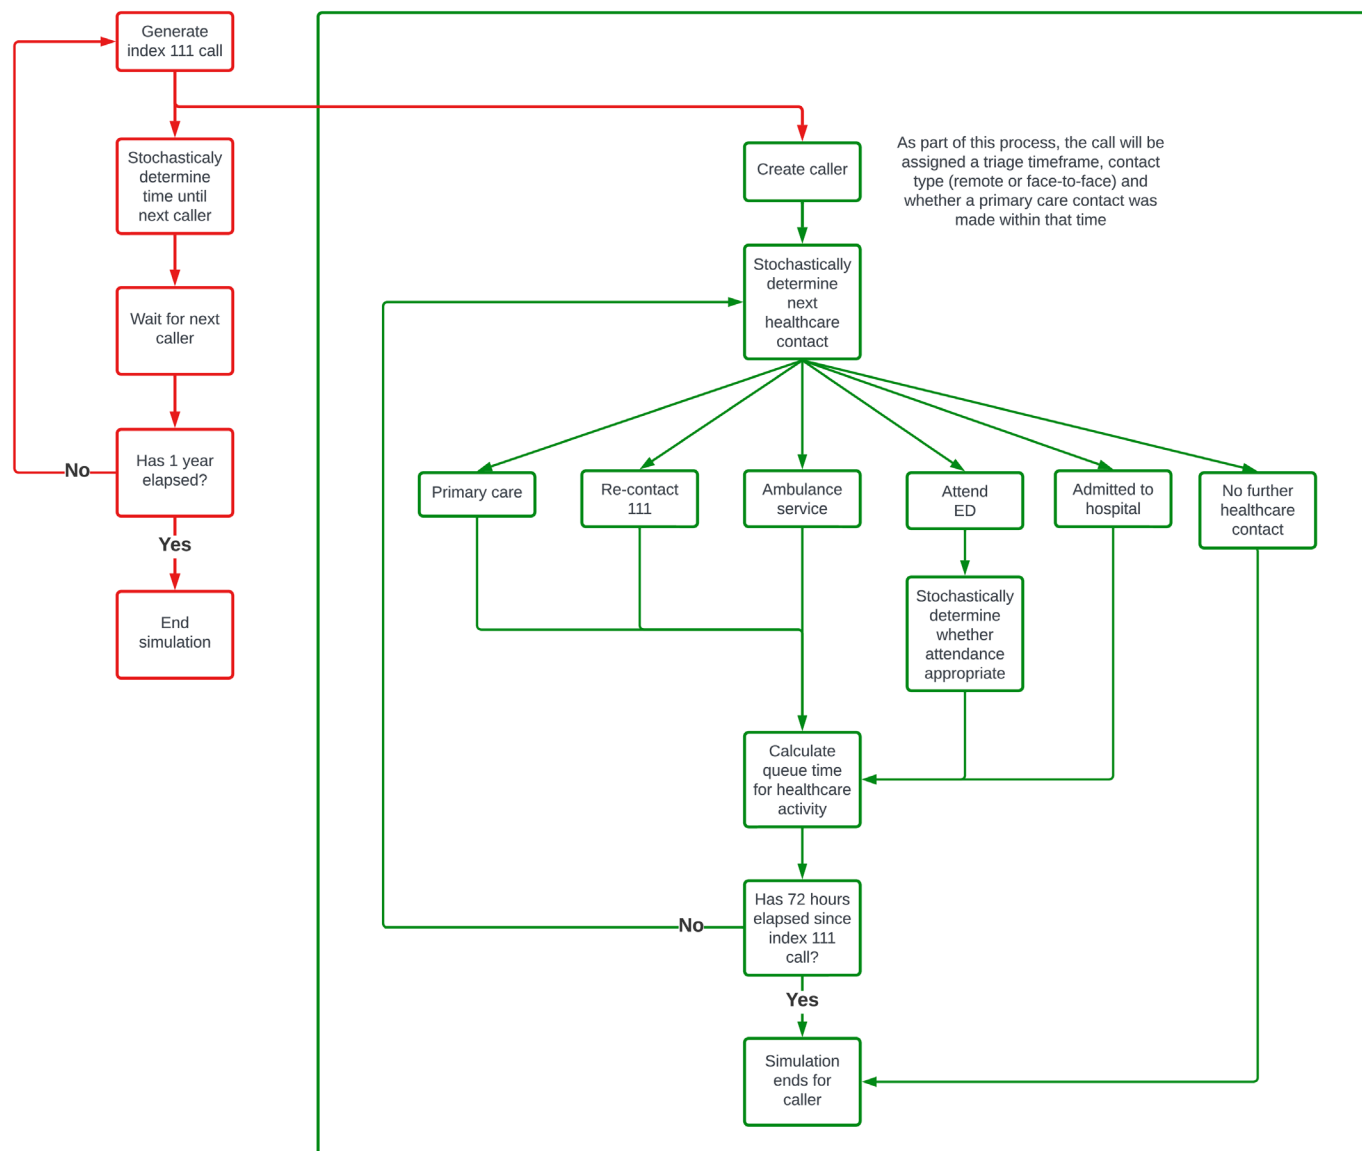 Generate
index 111 call
Stochasticaly
determine
time until
next caller
Wait for next
caller
Has 1 year
elapsed?
No
Yes
End
simulation
Create caller
As part of this process, the call will be
assigned a triage timeframe, contact
type (remote or face-to-face) and
whether a primary care contact was
made within that time
Stochastically
determine
next
healthcare
contact
Primary care
Re-contact
111
Ambulance
service
Attend
ED
Admitted to
hospital
No further
healthcare
contact
Stochastically
determine
whether
attendance
appropriate
Calculate
queue time
for healthcare
activity
Has 72 hours
elapsed since
index 111
call?
No
Yes
Simulation
ends for
caller